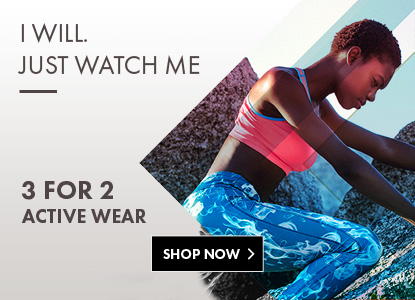 I WILL.
JUST WATCH ME
3 FOR 2
ACTIVE WEAR
SHOP NOW >